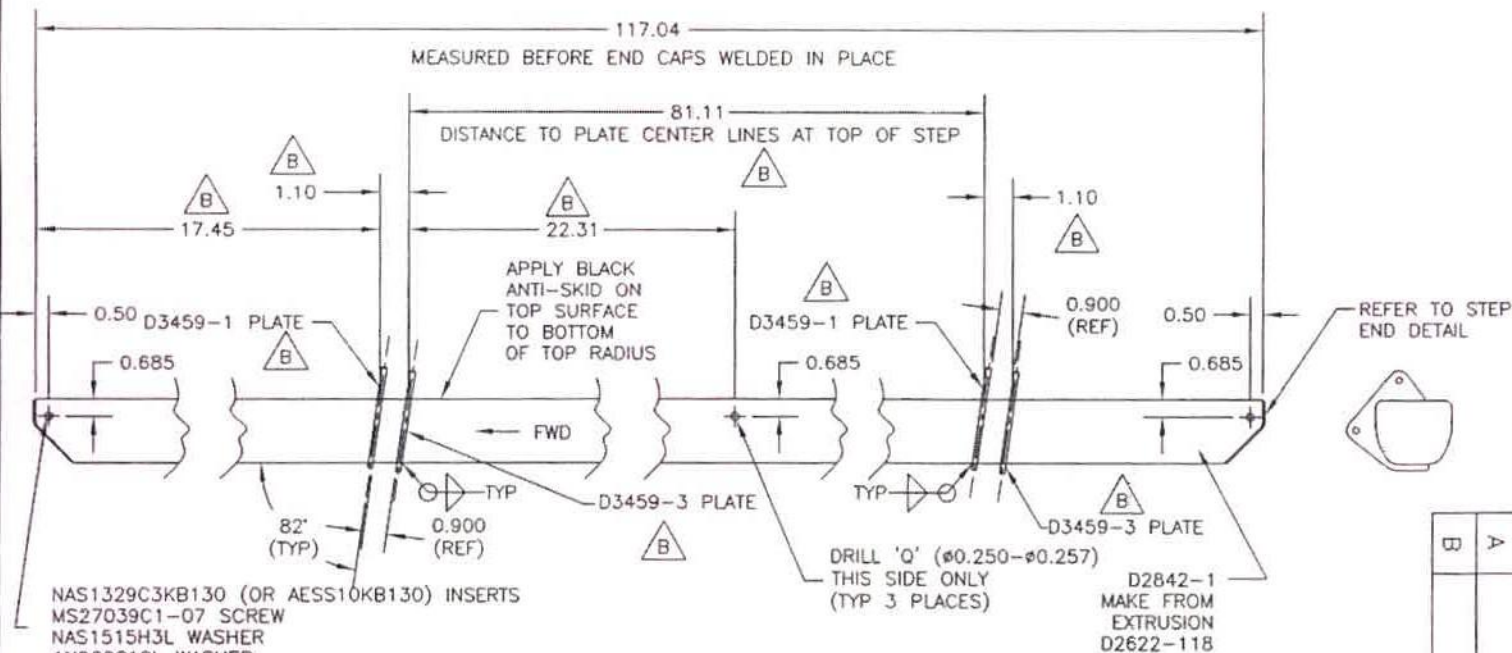 117.04
MEASURED BEFORE END CAPS WELDED IN PLACE
81.11
DISTANCE TO PLATE CENTER LINES AT TOP OF STEP
B
B
1.10
B
B
1.10
B
17.45
22.31
APPLY BLACK
ANTI-SKID ON
TOP SURFACE
TO BOTTOM
OF TOP RADIUS
B
0.900
(REF)
0.50
D3459-1 PLATE
B
D3459-1 PLATE
0.50
REFER TO STEP
END DETAIL
0.685
0.685
0.685
FWD
TYP
D3459-3 PLATE
B
TYP
B
D3459-3 PLATE
82°
(TYP)
0.900
(REF)
DRILL 'Q' (ø0.250-ø0.257)
THIS SIDE ONLY
(TYP 3 PLACES)
D2842-1
MAKE FROM
EXTRUSION
D2622-118
NAS1329C3KB130 (OR AESS10KB130) INSERTS
MS27039C1-07 SCREW
NAS1515H3L WASHER
A
B